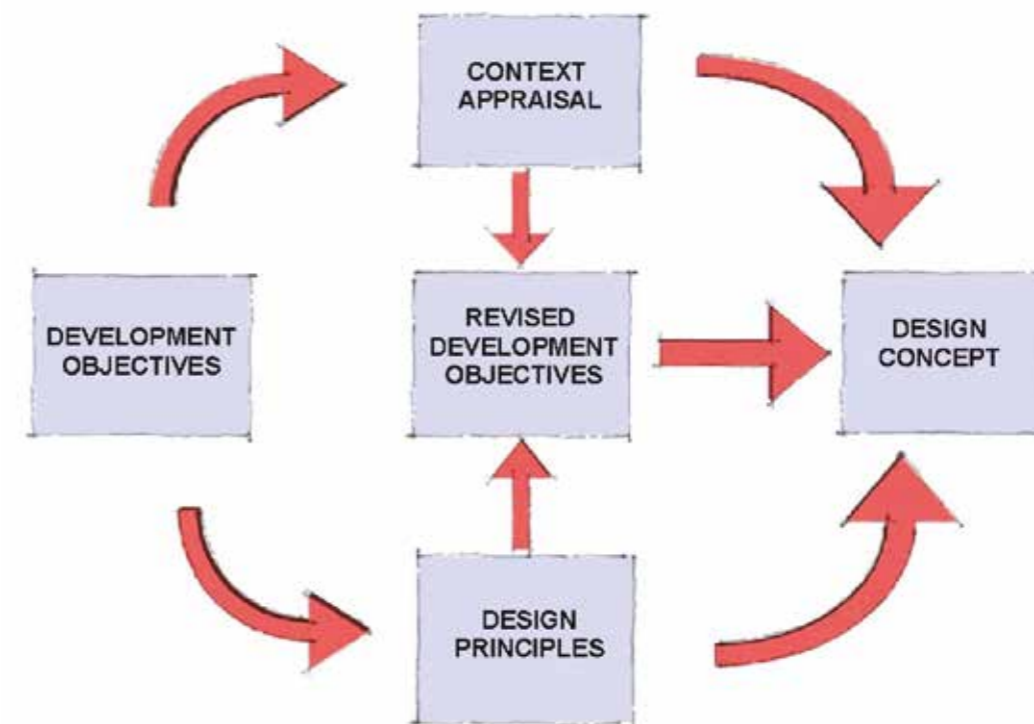 CONTEXT
APPRAISAL
DEVELOPMENT
OBJECTIVES
REVISED
DEVELOPMENT
OBJECTIVES
DESIGN
CONCEPT
DESIGN
PRINCIPLES